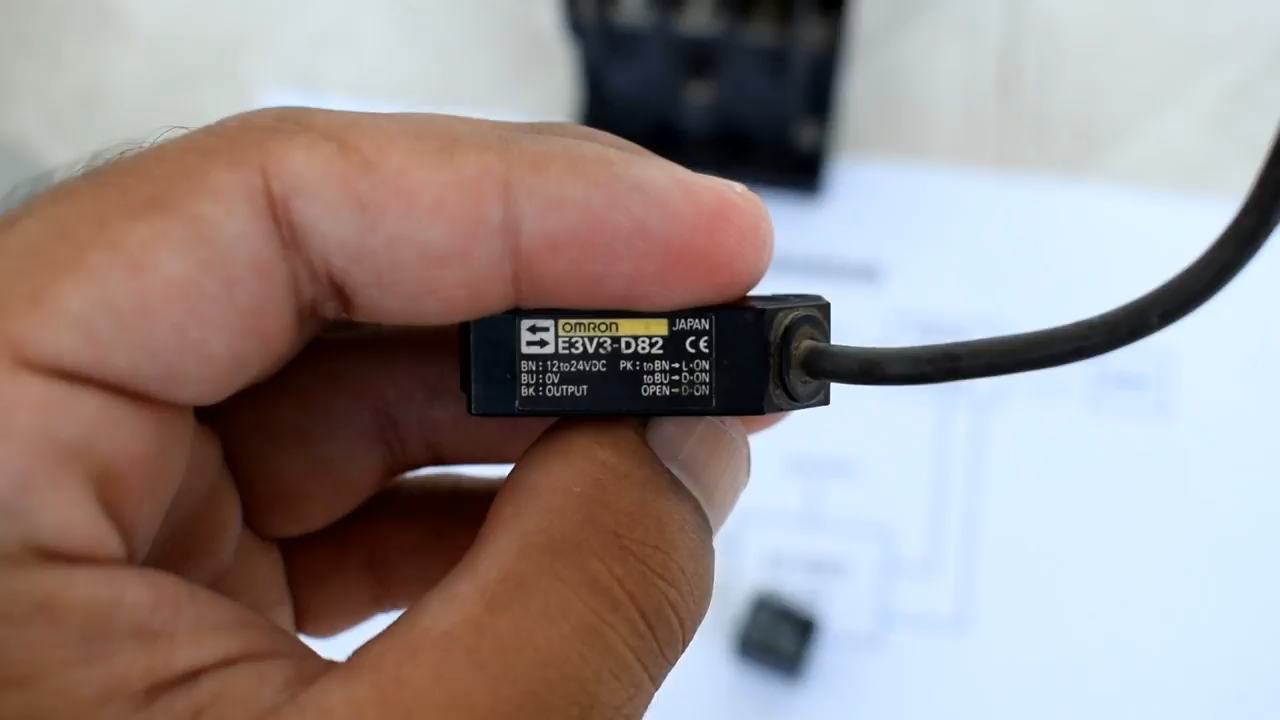 OMRON JAPAN
E3V3-D82 CE
BN : 12to24VDC PK : toBN→L·ON
BU : 0V toBU→D·ON
BK : OUTPUT OPEN→D·ON